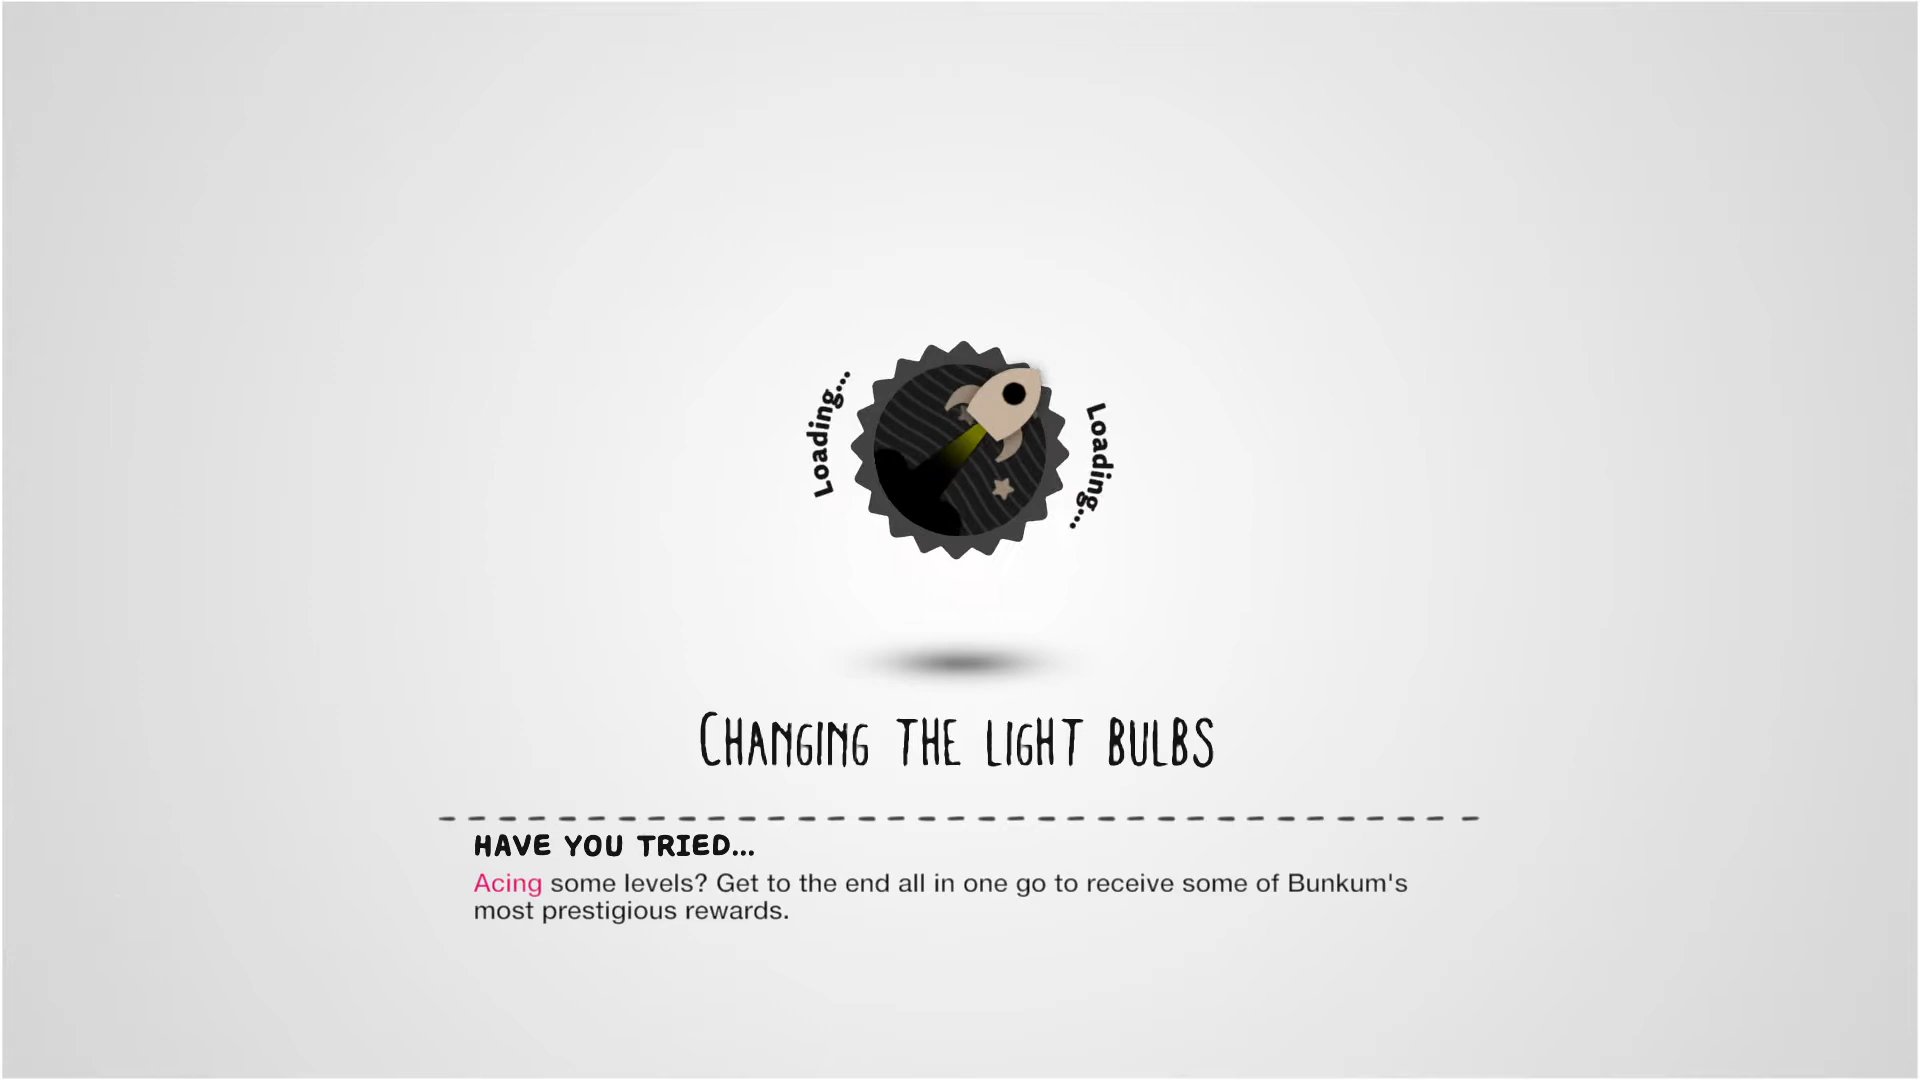 Loading...
Loading...
CHANGING THE LIGHT BULBS
HAVE YOU TRIED...
Acing some levels? Get to the end all in one go to receive some of Bunkum's
most prestigious rewards.